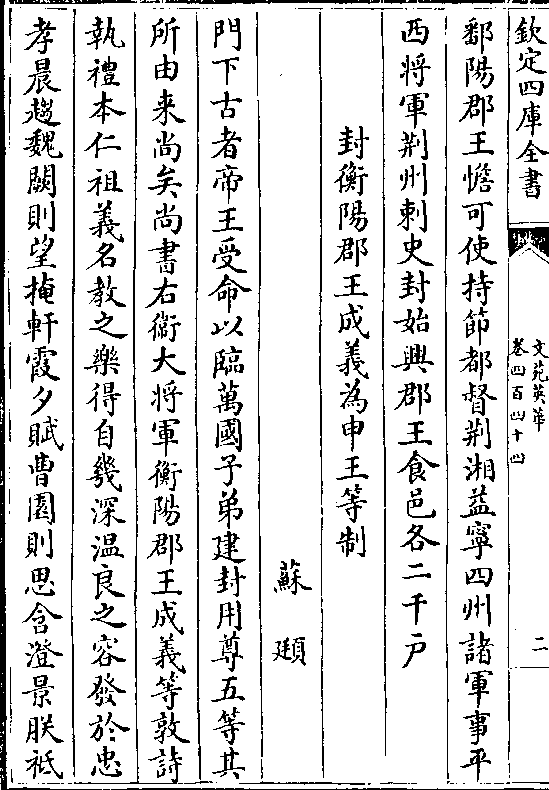 欽定四庫全書
文苑英華
卷四百四十四
二
鄱陽郡王憺可使持節都督荆湘益寧四州諸軍事平
西將軍荆州刺史封始興郡王食邑各二千戸
封衡陽郡王成義為申王等制
蘇頲
門下古者帝王受命以臨萬國子弟建封用尊五等其
所由来尚矣尚書右衞大将軍衡陽郡王成義等敦詩
執禮本仁祖義名教之樂得自幾深温良之容發於忠
孝晨趨魏闕則望掩軒霞夕賦曹園則思含澄景朕祗